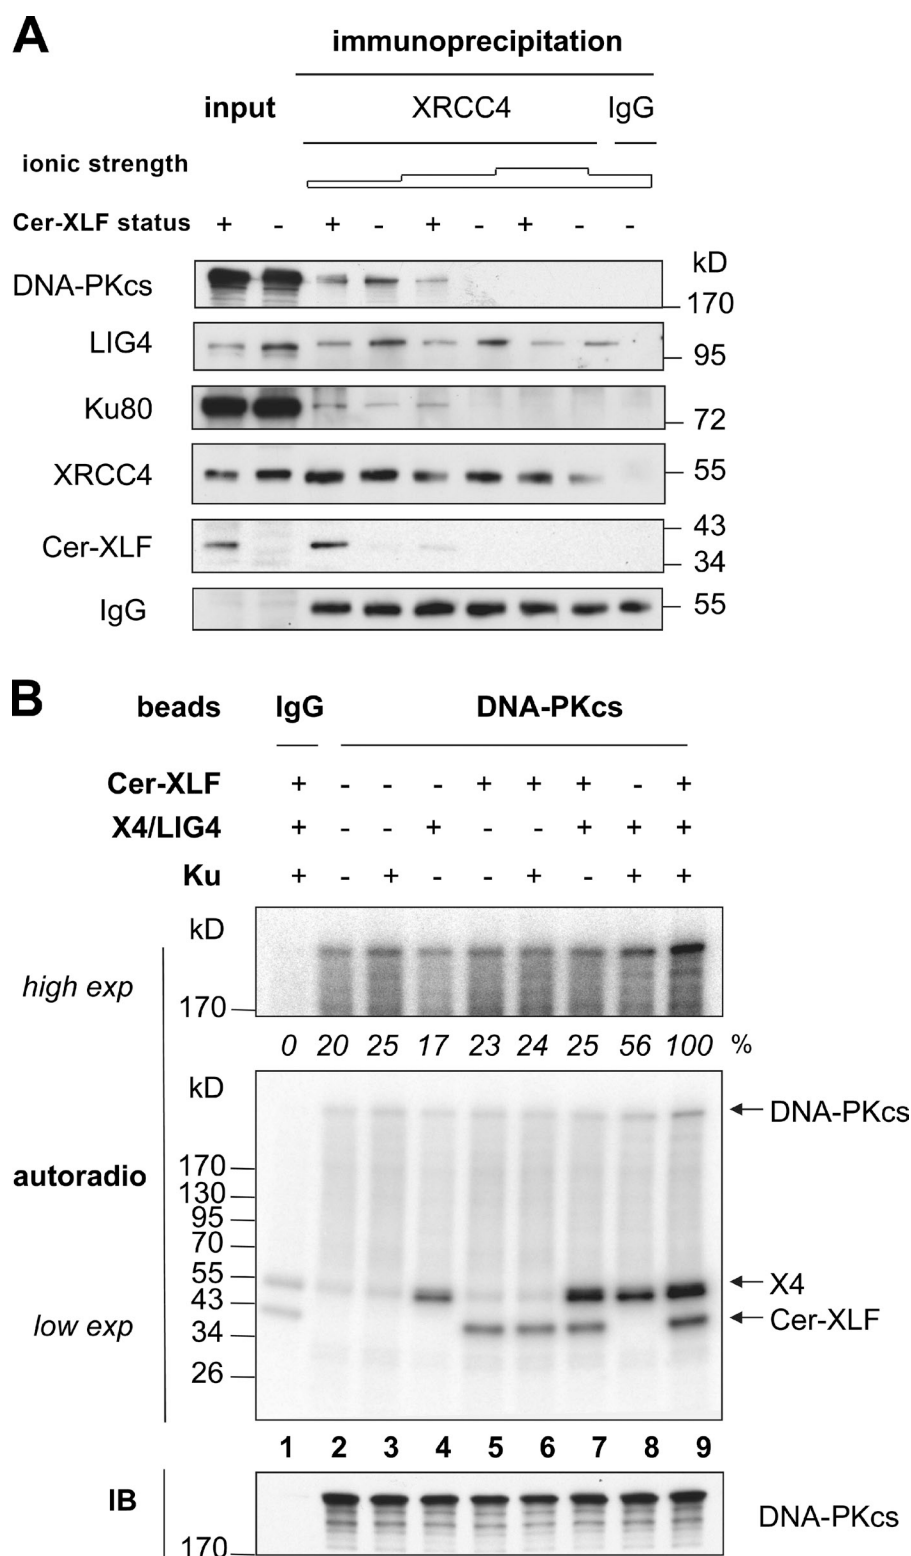 A
immunoprecipitation
input XRCC4 IgG
ionic strength
Cer-XLF status + - + - + - + - -
kD
DNA-PKcs 170
LIG4 95
Ku80 72
XRCC4 55
Cer-XLF 43
34
IgG 55
B
beads IgG DNA-PKcs
Cer-XLF + - - - + + + - +
X4/LIG4 + - - + - - + + +
Ku + - + - - + - + +
kD
high exp
170
0 20 25 17 23 24 25 56 100 %
kD
DNA-PKcs
autoradio
170
130
95
70
55 X4
43 Cer-XLF
low exp 34
26
1 2 3 4 5 6 7 8 9
IB DNA-PKcs
170